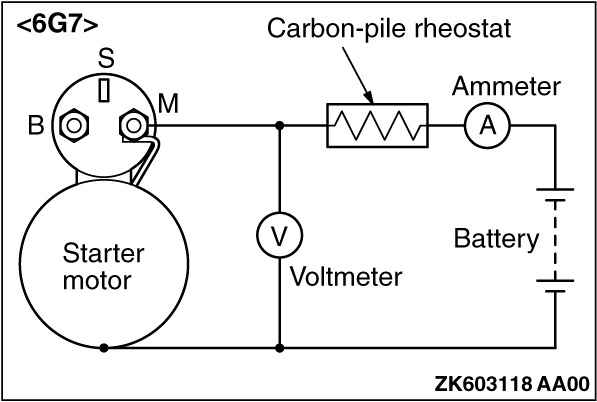 <6G7>
Carbon-pile rheostat
S
Ammeter
B
M
A
V
Battery
Starter
motor
Voltmeter
ZK603118 AA00